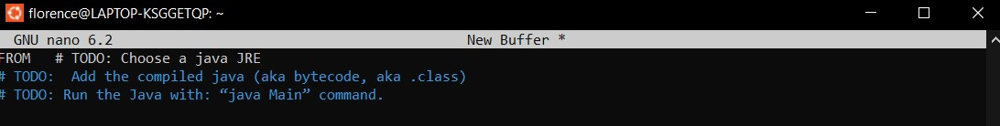 florence@LAPTOP-KSGGETQP: ~
GNU nano 6.2 New Buffer *
FROM # TODO: Choose a java JRE
# TODO: Add the compiled java (aka bytecode, aka .class)
# TODO: Run the Java with: “java Main” command.